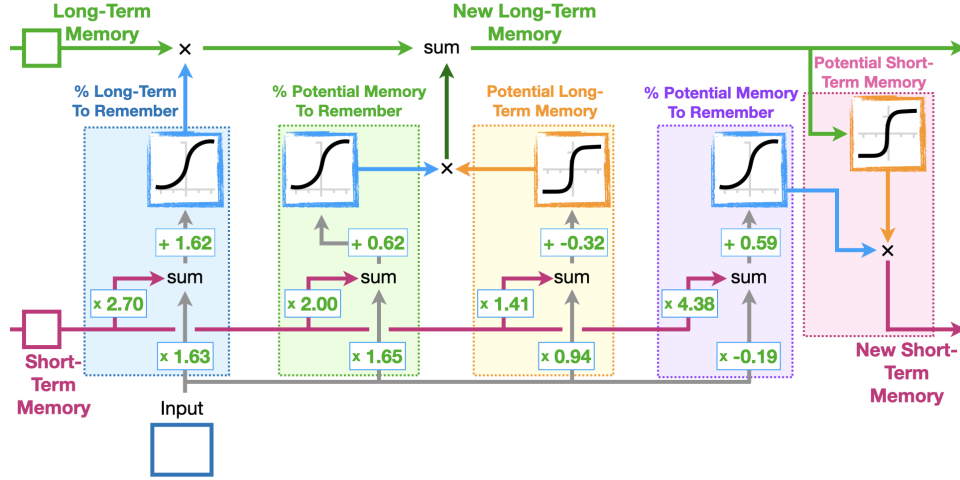 Long-Term
Memory
New Long-Term
Memory
×
sum
Potential Short-
Term Memory
% Long-Term
To Remember
% Potential Memory
To Remember
Potential Long-
Term Memory
% Potential Memory
To Remember
×
+ 1.62
+ 0.62
+ -0.32
+ 0.59
×
sum
sum
sum
sum
x 2.70
x 2.00
x 1.41
x 4.38
x 1.63
x 1.65
x 0.94
x -0.19
Short-
Term
Memory
New Short-
Term
Memory
Input